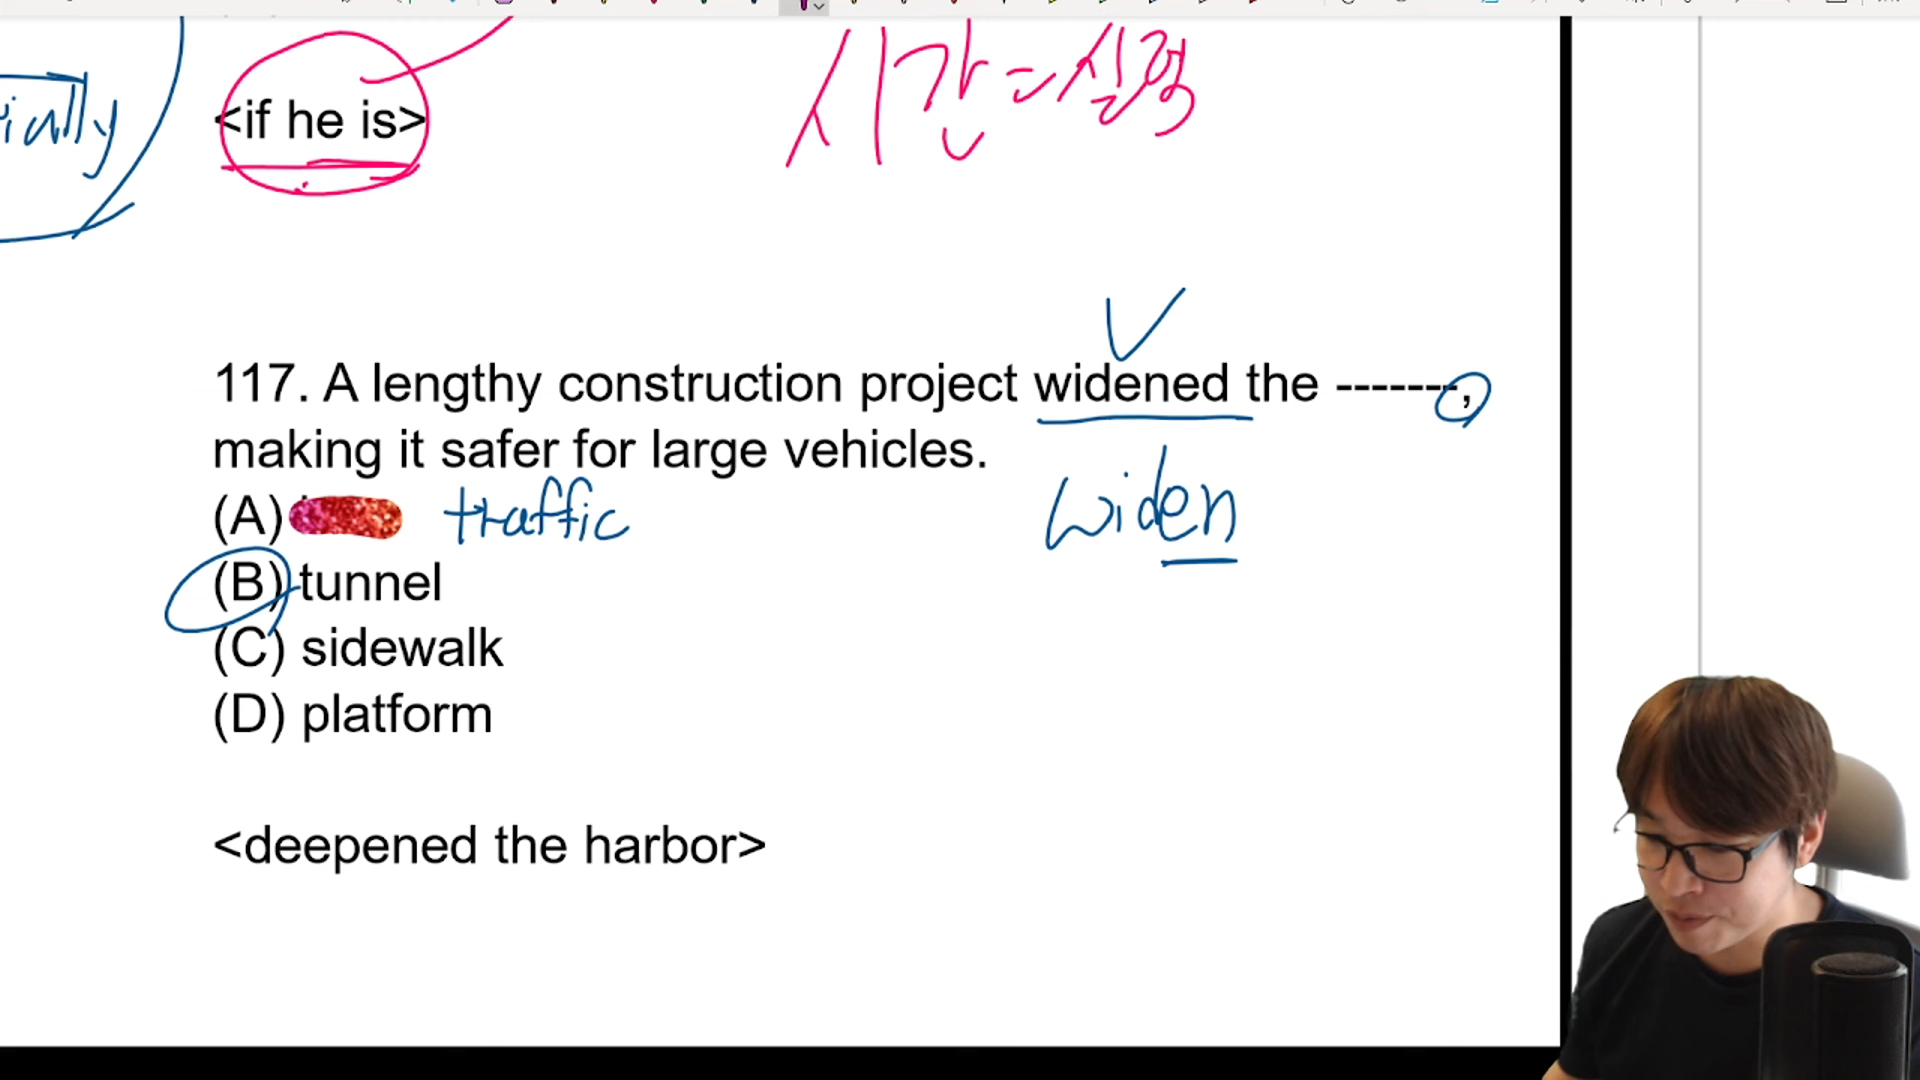 시간=실력
ially
<if he is>
V
117. A lengthy construction project widened the -------,
making it safer for large vehicles.
(A) traffic
widen
(B) tunnel
(C) sidewalk
(D) platform
<deepened the harbor>